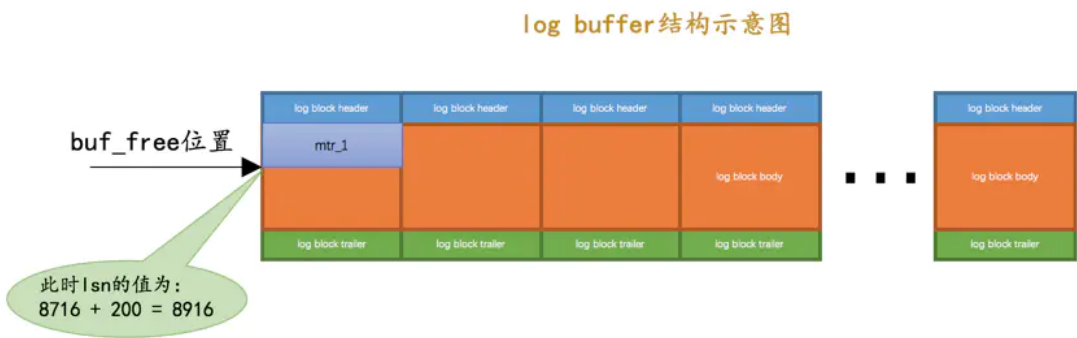 log buffer结构示意图
log block header log block header log block header log block header log block header
buf_free位置
mtr_1
log block body log block body
log block trailer log block trailer log block trailer log block trailer log block trailer
此时lsn的值为：
8716 + 200 = 8916